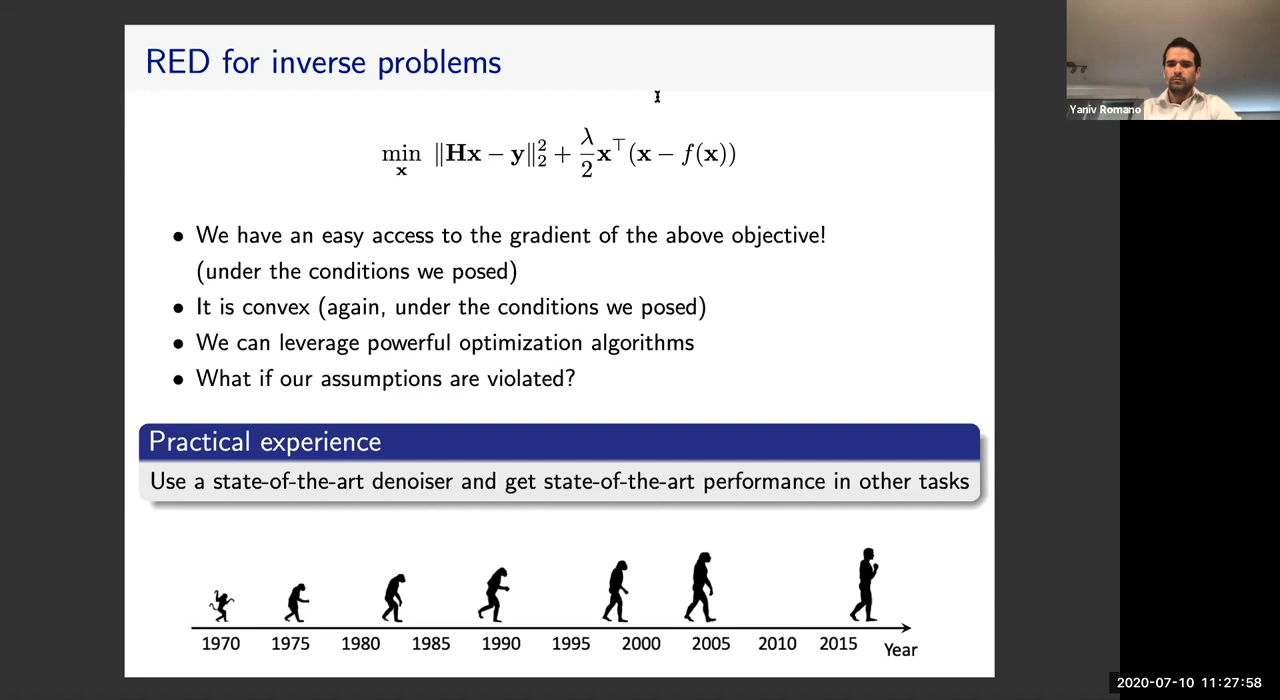 RED for inverse problems
Yaniv Romano
min_x ‖Hx − y‖₂² + λ/2 x^⊤(x − f(x))
• We have an easy access to the gradient of the above objective!
(under the conditions we posed)
• It is convex (again, under the conditions we posed)
• We can leverage powerful optimization algorithms
• What if our assumptions are violated?
Practical experience
Use a state-of-the-art denoiser and get state-of-the-art performance in other tasks
1970 1975 1980 1985 1990 1995 2000 2005 2010 2015 Year
2020-07-10 11:27:58